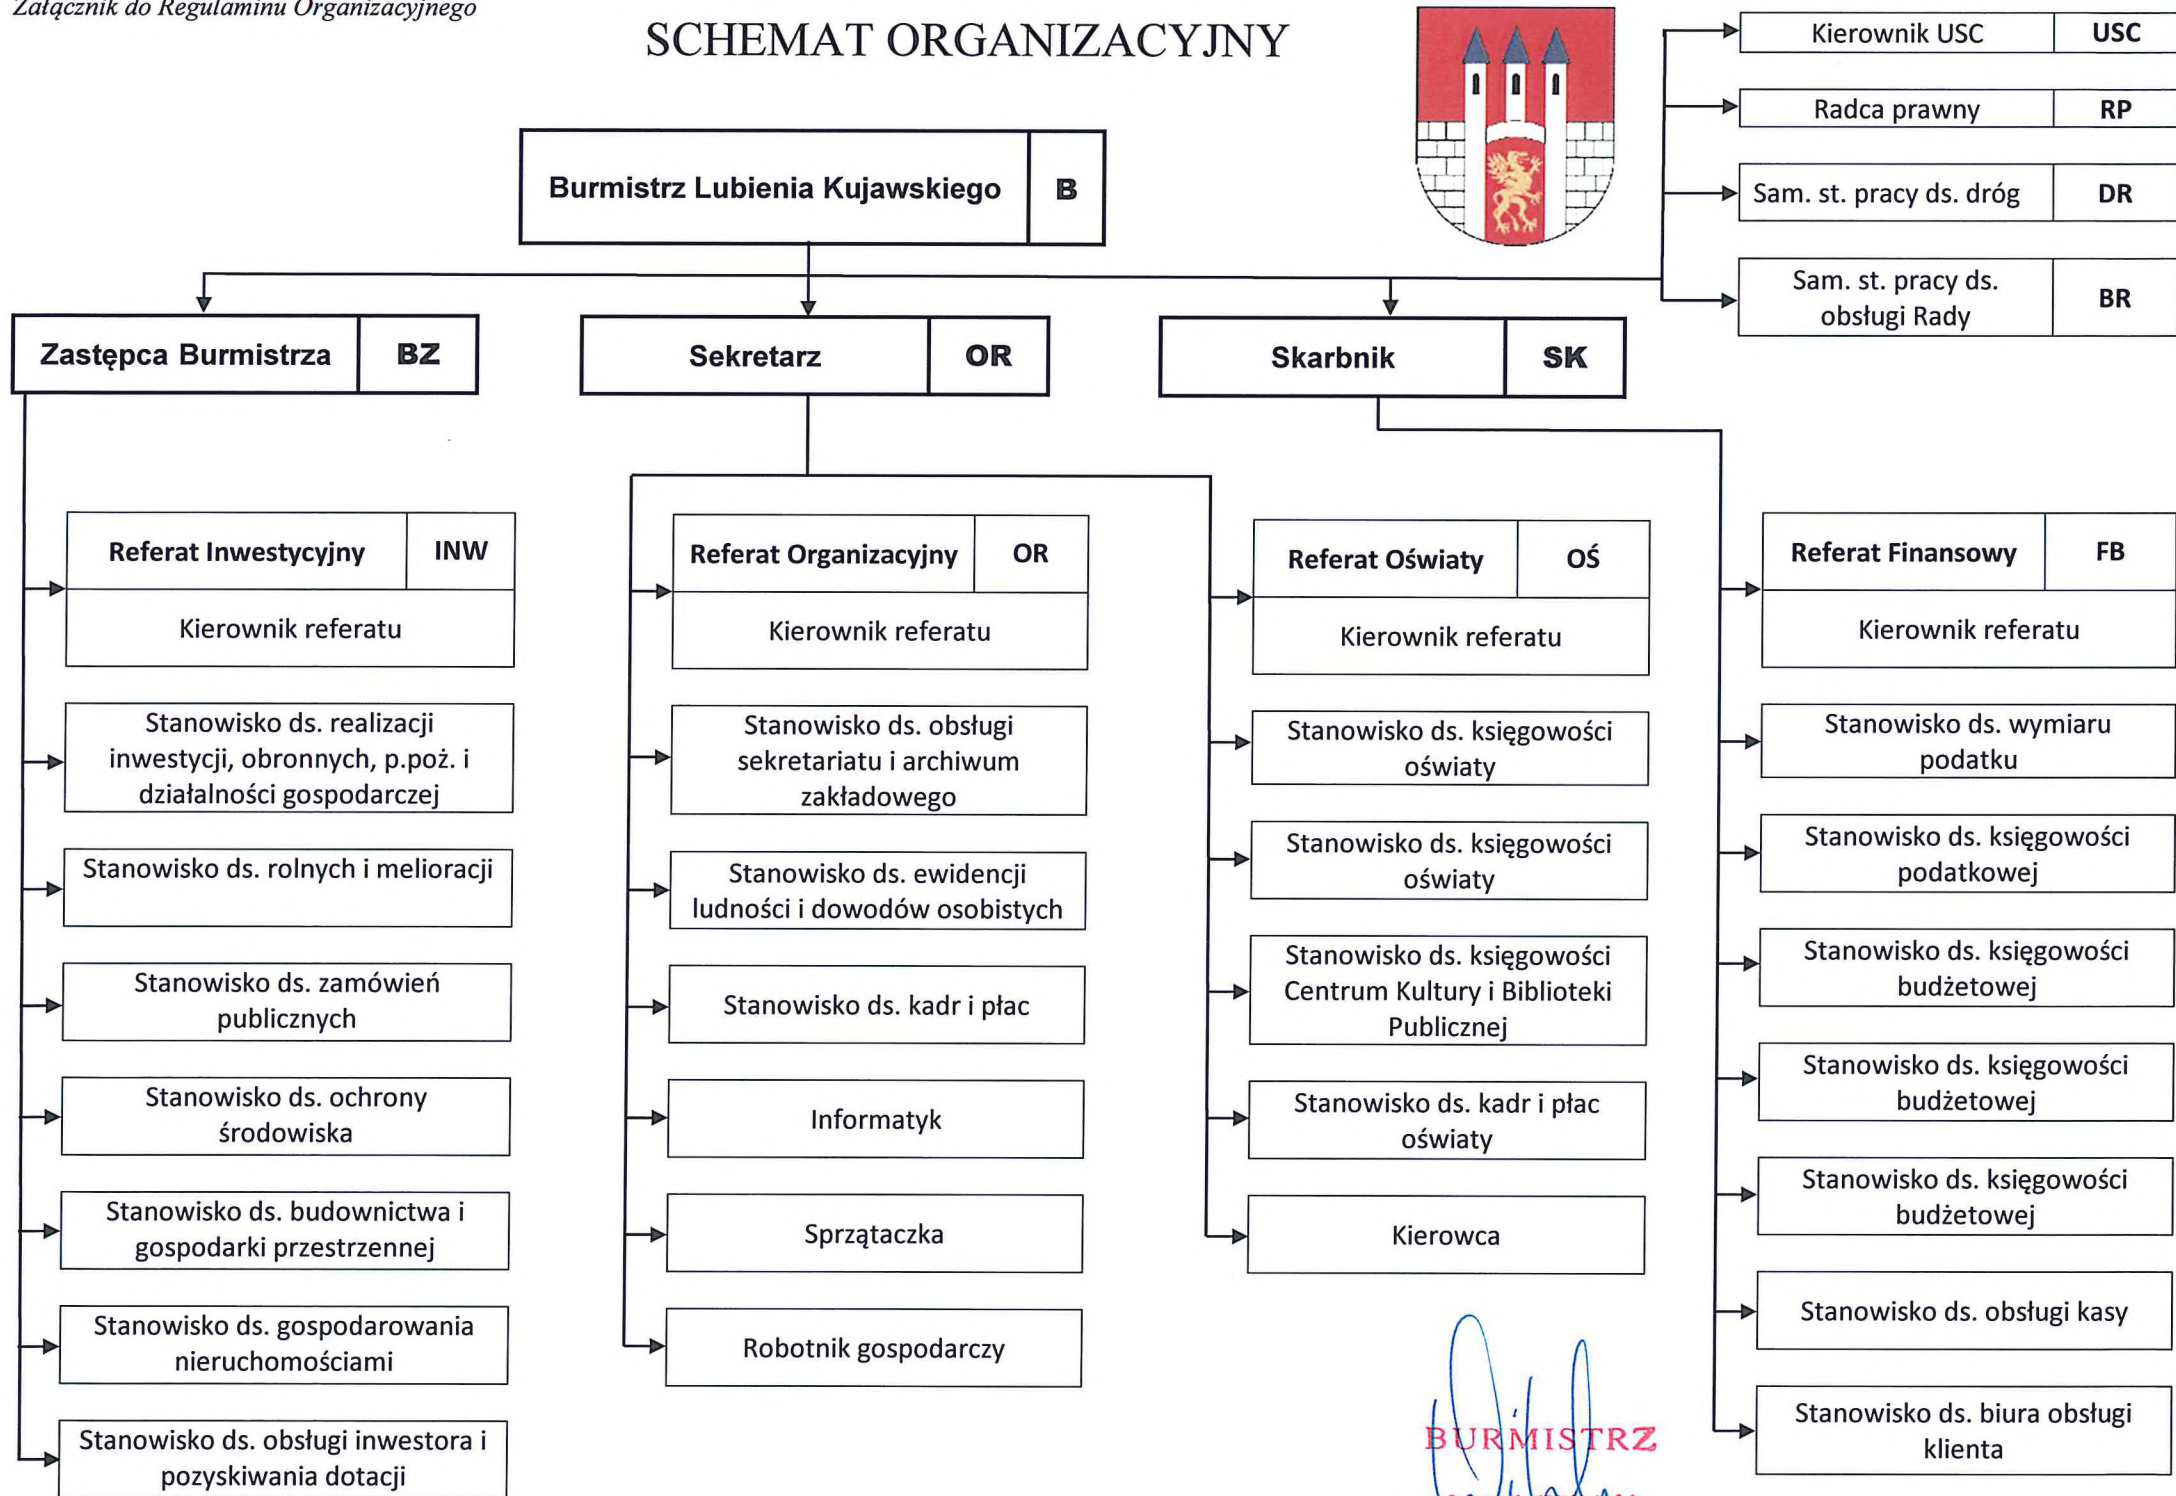 Załącznik do Regulaminu Organizacyjnego
SCHEMAT ORGANIZACYJNY
Kierownik USC
USC
Radca prawny
RP
Sam. st. pracy ds. dróg
DR
Sam. st. pracy ds.
obsługi Rady
BR
Burmistrz Lubienia Kujawskiego
B
Zastępca Burmistrza
BZ
Sekretarz
OR
Skarbnik
SK
Referat Inwestycyjny
INW
Kierownik referatu
Stanowisko ds. realizacji
inwestycji, obronnych, p.poż. i
działalności gospodarczej
Stanowisko ds. rolnych i melioracji
Stanowisko ds. zamówień
publicznych
Stanowisko ds. ochrony
środowiska
Stanowisko ds. budownictwa i
gospodarki przestrzennej
Stanowisko ds. gospodarowania
nieruchomościami
Stanowisko ds. obsługi inwestora i
pozyskiwania dotacji
Referat Organizacyjny
OR
Kierownik referatu
Stanowisko ds. obsługi
sekretariatu i archiwum
zakładowego
Stanowisko ds. ewidencji
ludności i dowodów osobistych
Stanowisko ds. kadr i płac
Informatyk
Sprzątaczka
Robotnik gospodarczy
Referat Oświaty
OŚ
Kierownik referatu
Stanowisko ds. księgowości
oświaty
Stanowisko ds. księgowości
oświaty
Stanowisko ds. księgowości
Centrum Kultury i Biblioteki
Publicznej
Stanowisko ds. kadr i płac
oświaty
Kierowca
Referat Finansowy
FB
Kierownik referatu
Stanowisko ds. wymiaru
podatku
Stanowisko ds. księgowości
podatkowej
Stanowisko ds. księgowości
budżetowej
Stanowisko ds. księgowości
budżetowej
Stanowisko ds. księgowości
budżetowej
Stanowisko ds. obsługi kasy
Stanowisko ds. biura obsługi
klienta
BURMISTRZ